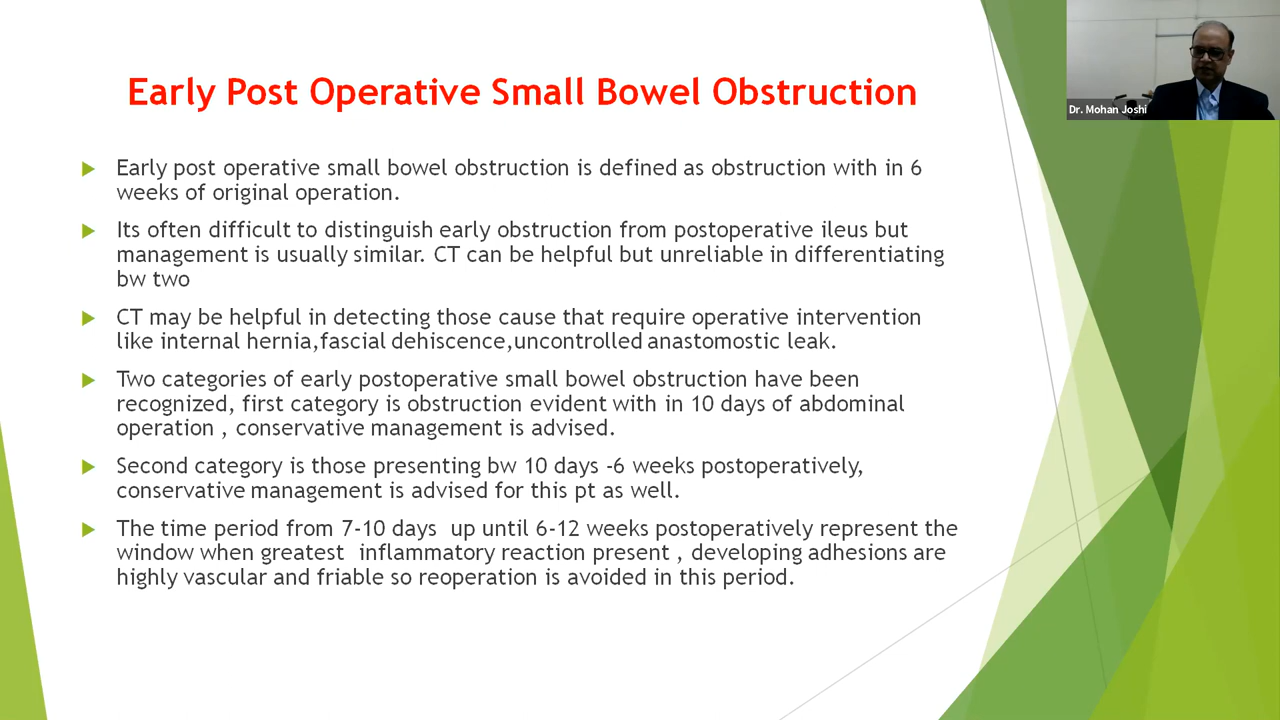 Early Post Operative Small Bowel Obstruction
Dr. Mohan Joshi
Early post operative small bowel obstruction is defined as obstruction with in 6
weeks of original operation.
Its often difficult to distinguish early obstruction from postoperative ileus but
management is usually similar. CT can be helpful but unreliable in differentiating
bw two
CT may be helpful in detecting those cause that require operative intervention
like internal hernia,fascial dehiscence,uncontrolled anastomostic leak.
Two categories of early postoperative small bowel obstruction have been
recognized, first category is obstruction evident with in 10 days of abdominal
operation , conservative management is advised.
Second category is those presenting bw 10 days -6 weeks postoperatively,
conservative management is advised for this pt as well.
The time period from 7-10 days up until 6-12 weeks postoperatively represent the
window when greatest inflammatory reaction present , developing adhesions are
highly vascular and friable so reoperation is avoided in this period.